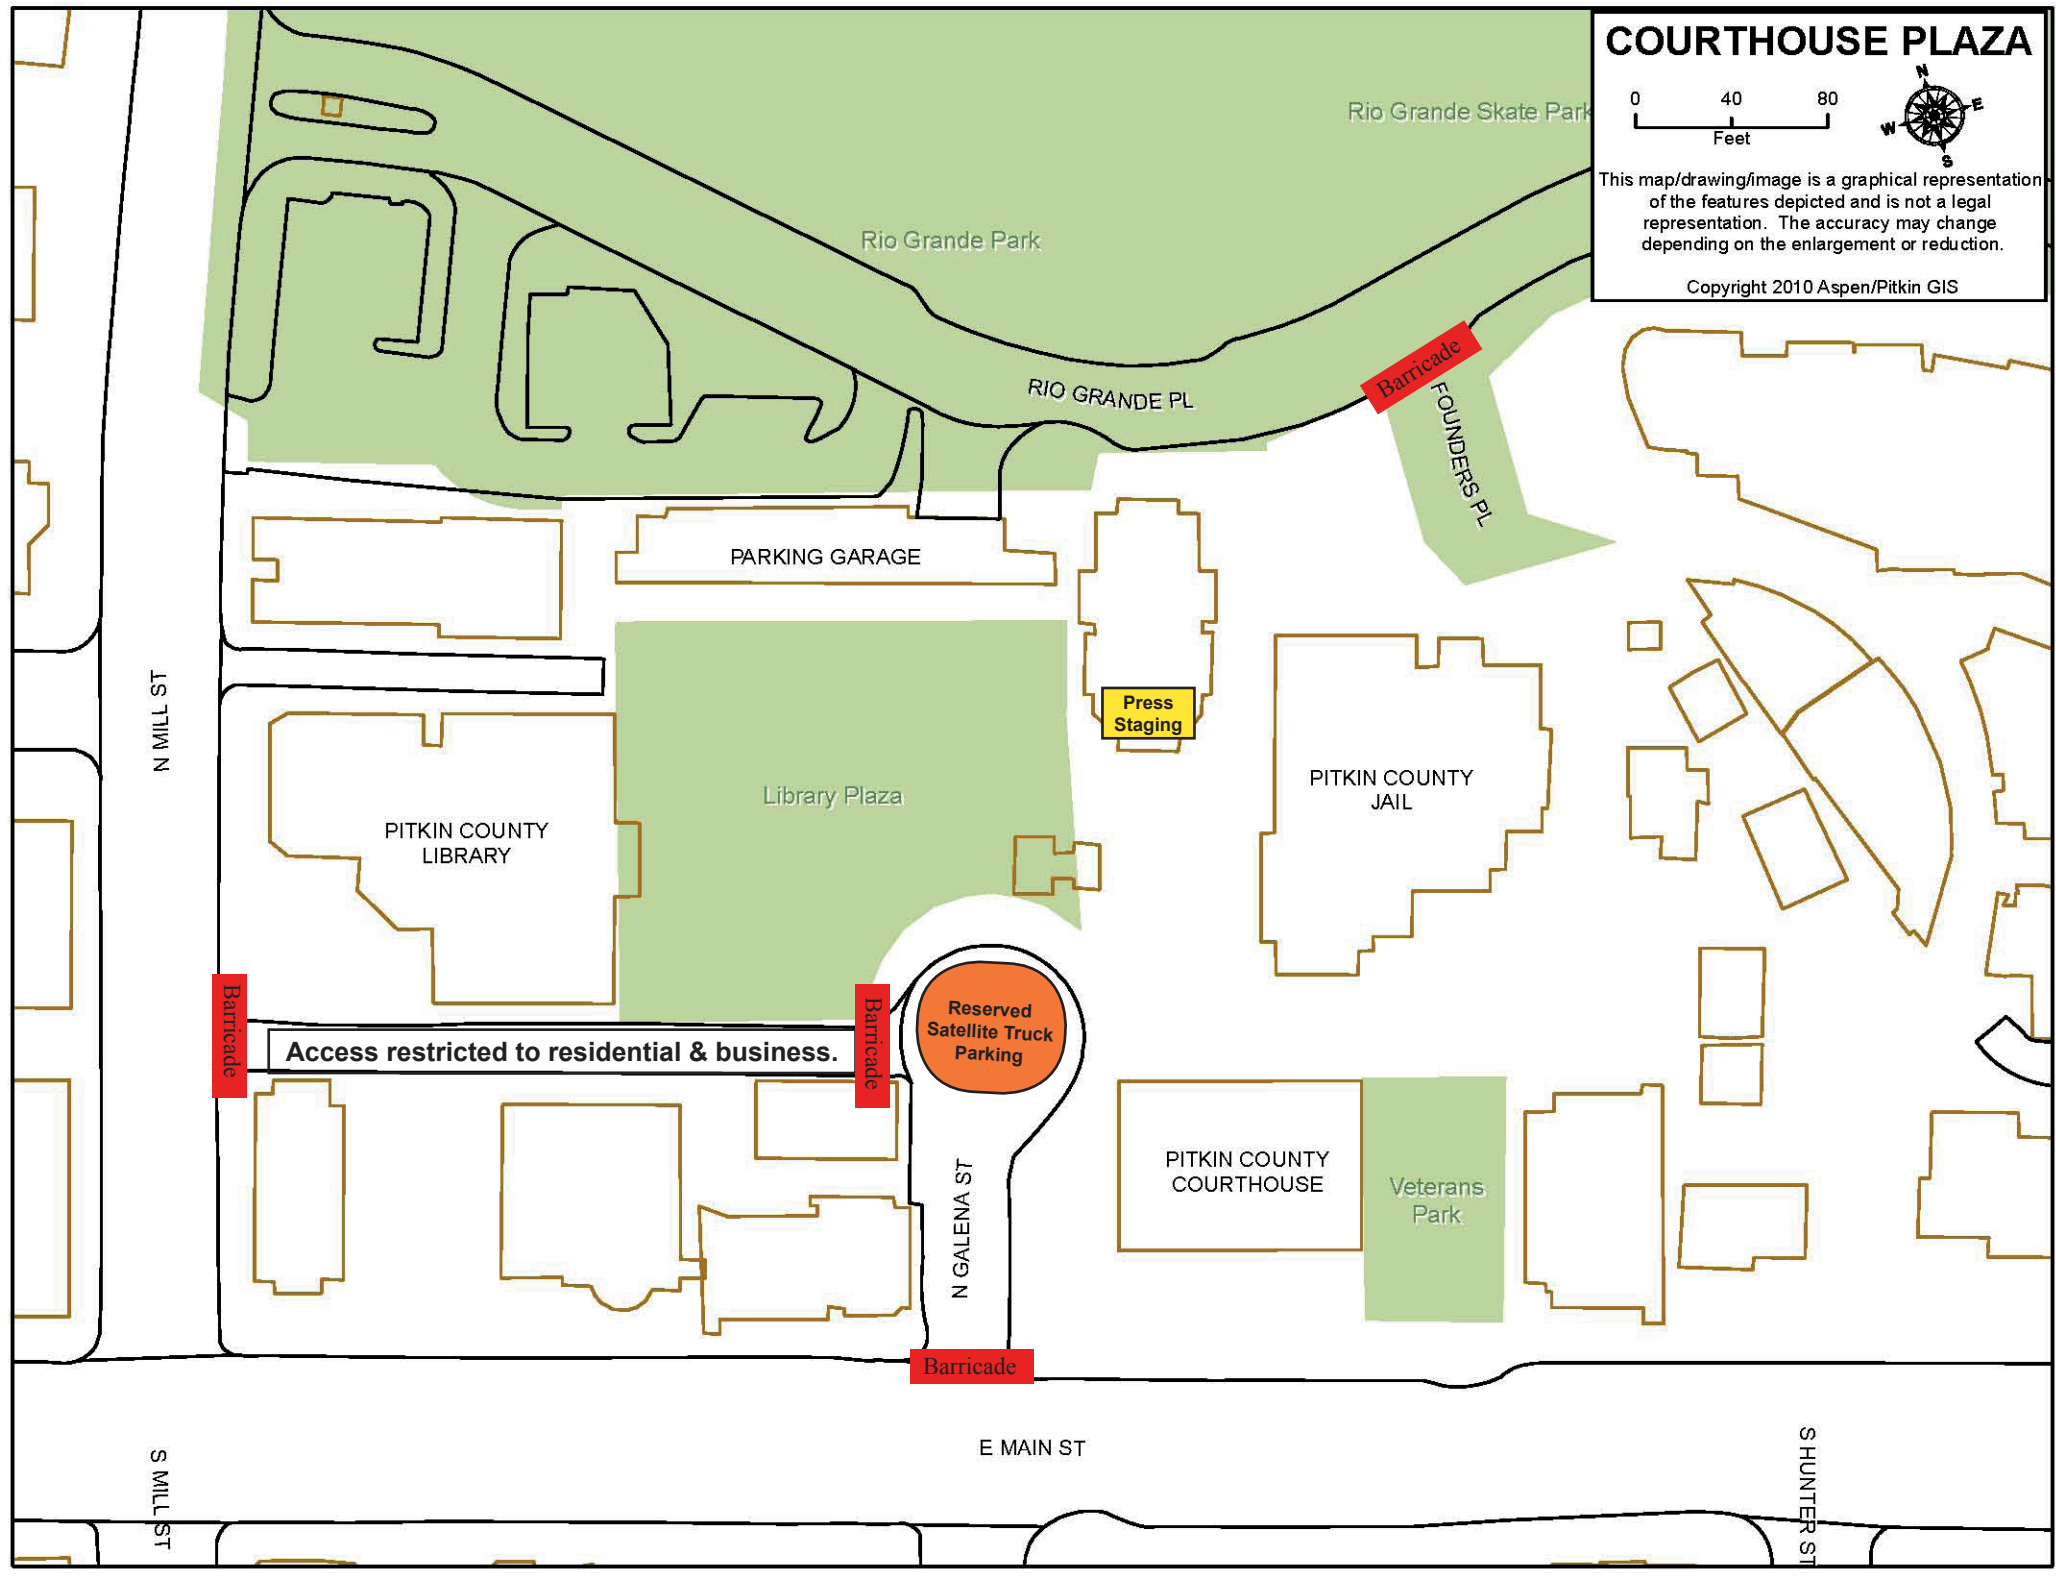 COURTHOUSE PLAZA
N
E
W
S
0 40 80
Feet
This map/drawing/image is a graphical representation
of the features depicted and is not a legal
representation. The accuracy may change
depending on the enlargement or reduction.
Copyright 2010 Aspen/Pitkin GIS
Rio Grande Skate Park
Rio Grande Park
RIO GRANDE PL
Barricade
FOUNDERS PL
PARKING GARAGE
N MILL ST
Press
Staging
Library Plaza
PITKIN COUNTY
JAIL
PITKIN COUNTY
LIBRARY
Barricade
Access restricted to residential & business.
Barricade
Reserved
Satellite Truck
Parking
N GALENA ST
PITKIN COUNTY
COURTHOUSE
Veterans
Park
Barricade
E MAIN ST
S MILL ST
S HUNTER ST